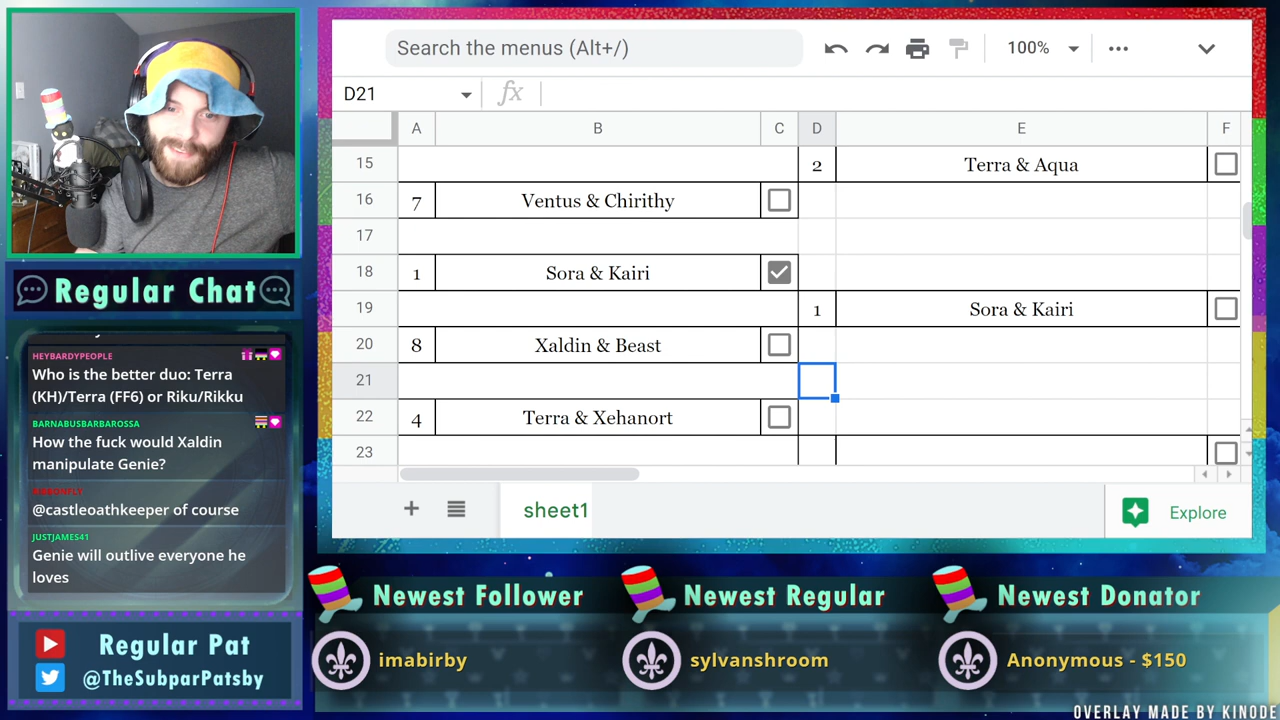 Search the menus (Alt+/)
100%
D21
fx
A B C D E F
15 2 Terra & Aqua
16 7 Ventus & Chirithy
17
18 1 Sora & Kairi
19 1 Sora & Kairi
20 8 Xaldin & Beast
21
22 4 Terra & Xehanort
23
sheet1
Explore
Regular Chat
HEYBARDYPEOPLE
Who is the better duo: Terra
(KH)/Terra (FF6) or Riku/Rikku
BARNABUSBARBAROSSA
How the fuck would Xaldin
manipulate Genie?
@castleoathkeeper of course
JUSTJAMES41
Genie will outlive everyone he
loves
Regular Pat
@TheSubparPatsby
Newest Follower
imabirby
Newest Regular
sylvanshroom
Newest Donator
Anonymous - $150
OVERLAY MADE BY KINODE